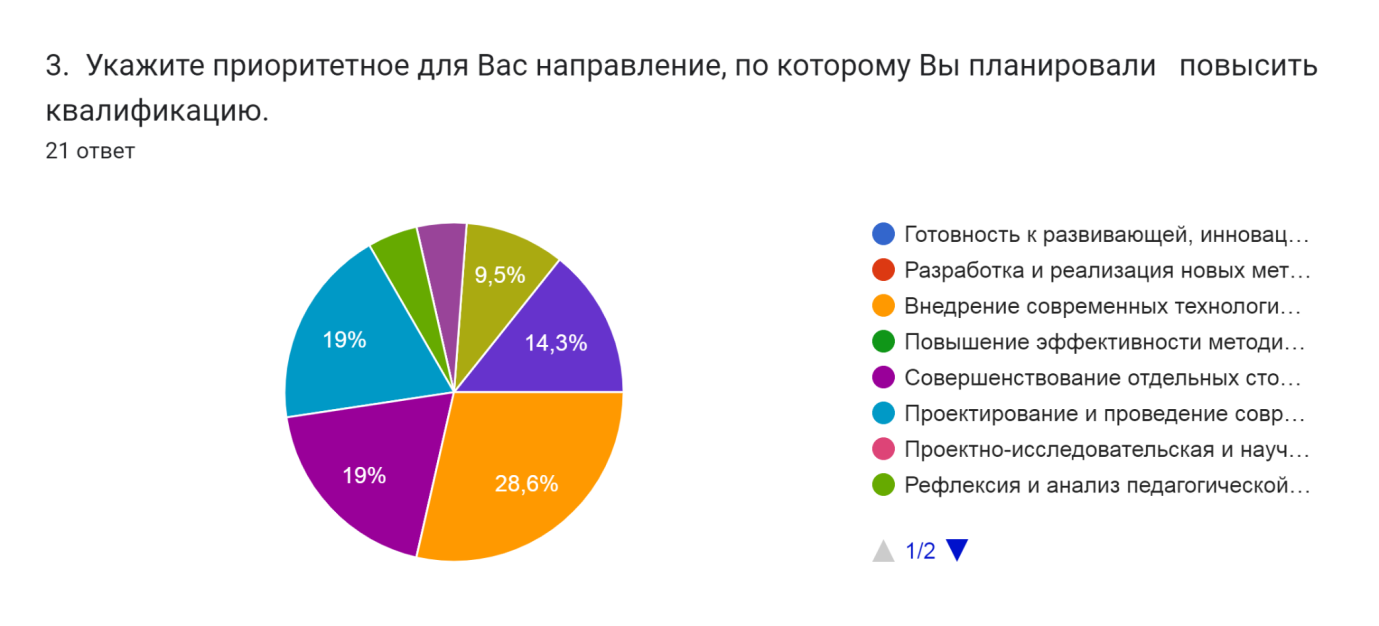 3. Укажите приоритетное для Вас направление, по которому Вы планировали повысить
квалификацию.
21 ответ
9,5%
14,3%
19%
19%
28,6%
Готовность к развивающей, инновац...
Разработка и реализация новых мет...
Внедрение современных технологи...
Повышение эффективности методи...
Совершенствование отдельных сто...
Проектирование и проведение совр...
Проектно-исследовательская и науч...
Рефлексия и анализ педагогической...
1/2